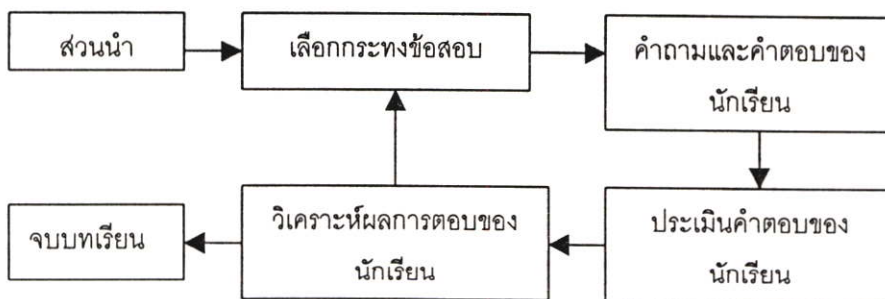 ส่วนนำ
เลือกกระทงข้อสอบ
คำถามและคำตอบของ
นักเรียน
ประเมินคำตอบของ
นักเรียน
วิเคราะห์ผลการตอบของ
นักเรียน
จบบทเรียน